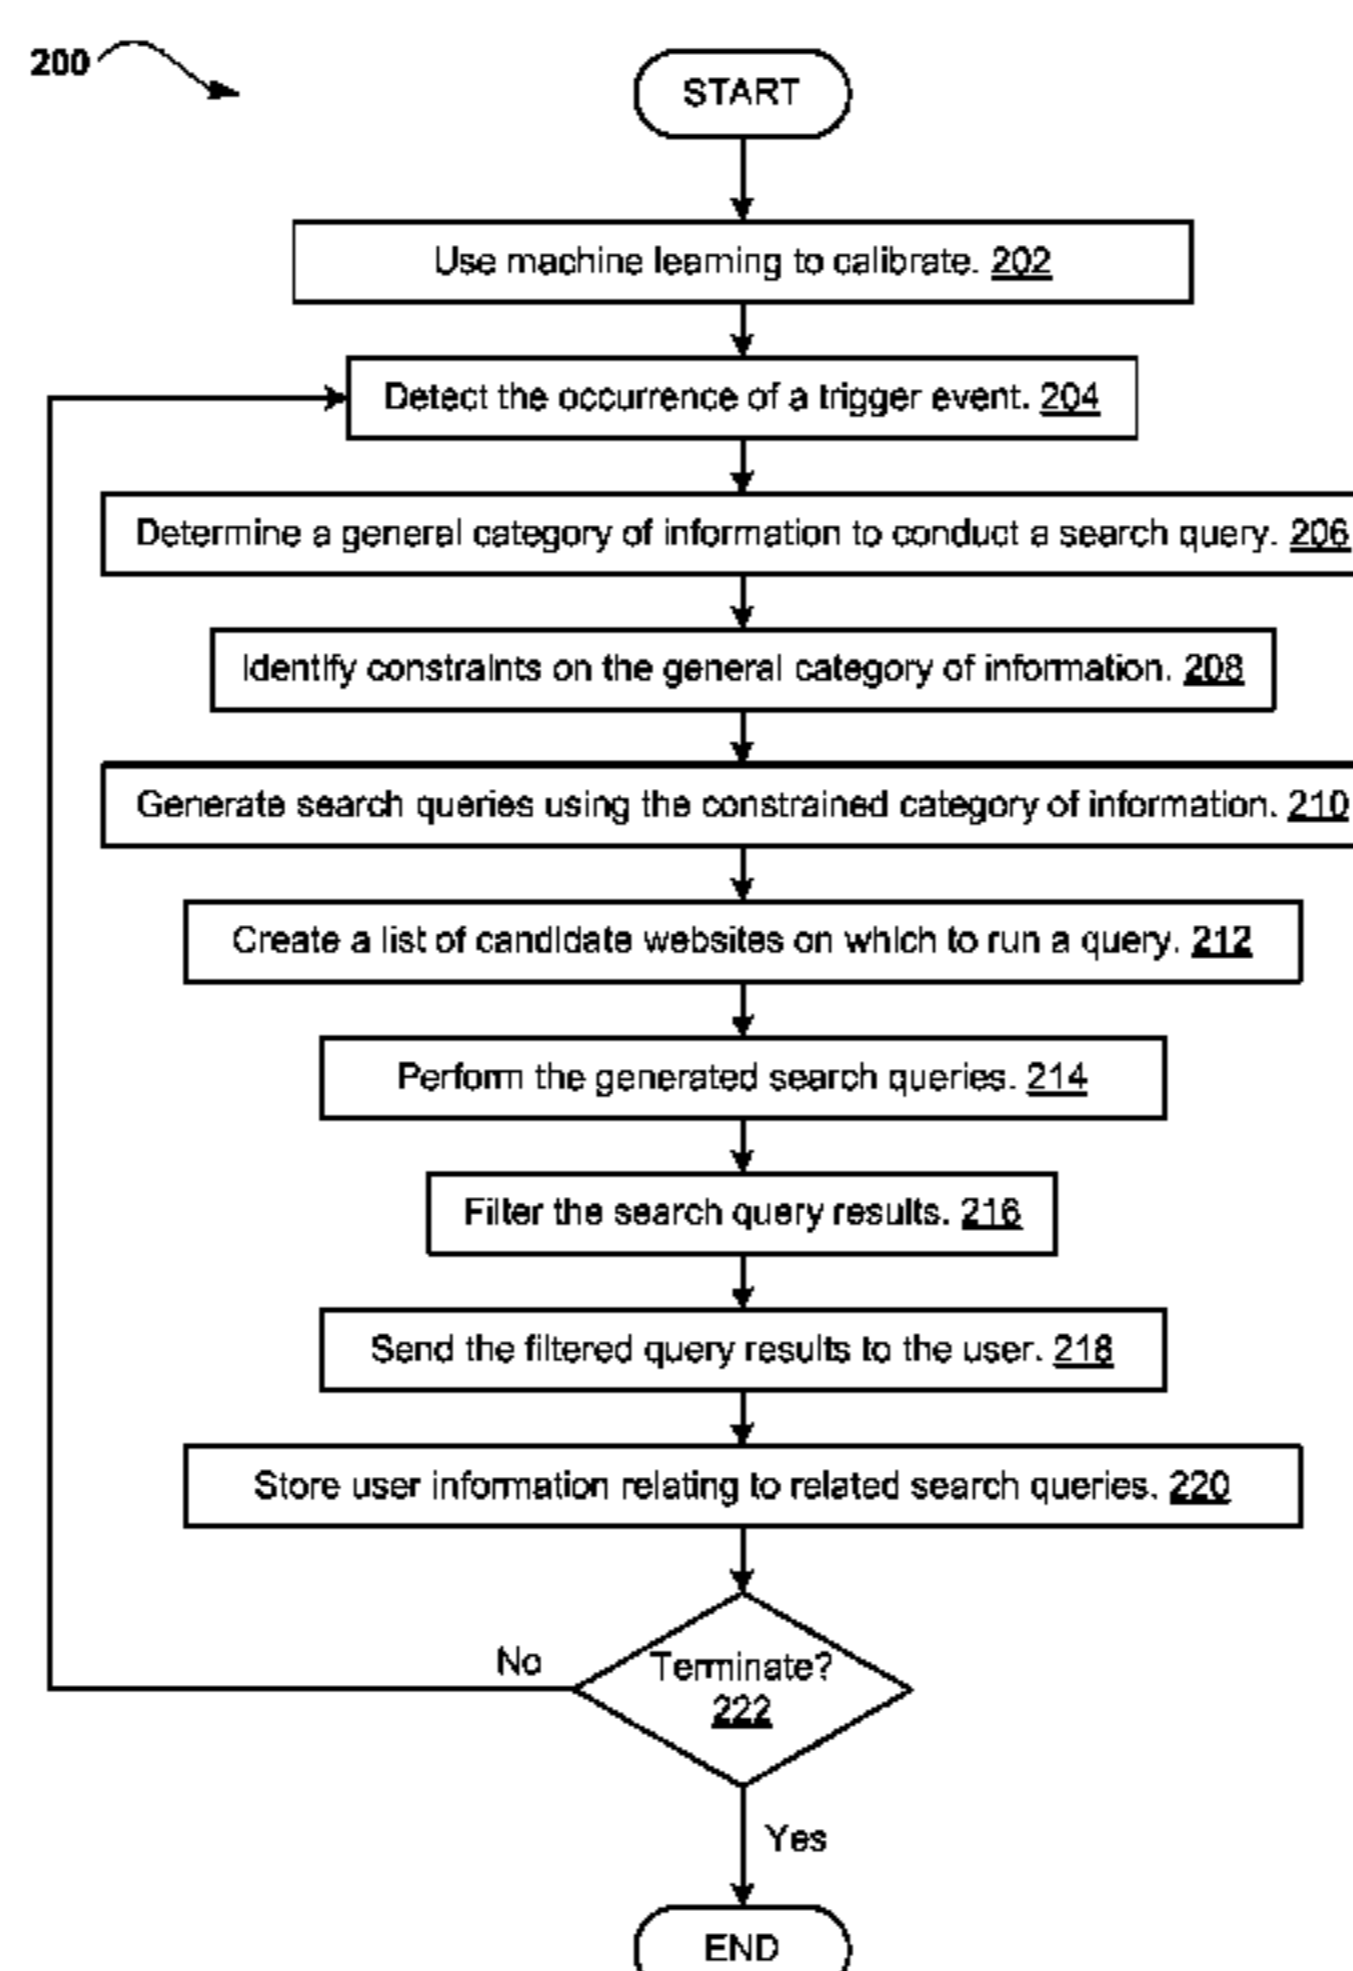 200
START
Use machine learning to calibrate. 202
Detect the occurrence of a trigger event. 204
Determine a general category of information to conduct a search query. 206
Identify constraints on the general category of information. 208
Generate search queries using the constrained category of information. 210
Create a list of candidate websites on which to run a query. 212
Perform the generated search queries. 214
Filter the search query results. 216
Send the filtered query results to the user. 218
Store user information relating to related search queries. 220
No
Terminate?
222
Yes
END